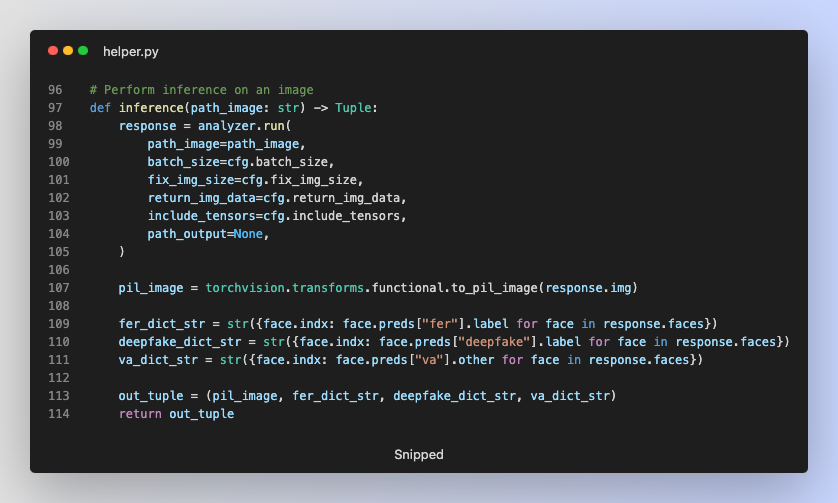 helper.py
96 # Perform inference on an image
97 def inference(path_image: str) -> Tuple:
98     response = analyzer.run(
99         path_image=path_image,
100         batch_size=cfg.batch_size,
101         fix_img_size=cfg.fix_img_size,
102         return_img_data=cfg.return_img_data,
103         include_tensors=cfg.include_tensors,
104         path_output=None,
105     )
106
107     pil_image = torchvision.transforms.functional.to_pil_image(response.img)
108
109     fer_dict_str = str({face.indx: face.preds["fer"].label for face in response.faces})
110     deepfake_dict_str = str({face.indx: face.preds["deepfake"].label for face in response.faces})
111     va_dict_str = str({face.indx: face.preds["va"].other for face in response.faces})
112
113     out_tuple = (pil_image, fer_dict_str, deepfake_dict_str, va_dict_str)
114     return out_tuple
Snipped